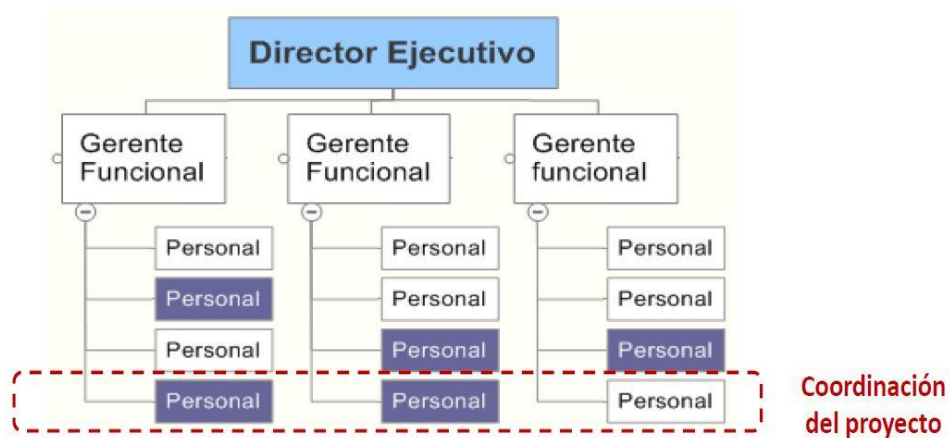 Director Ejecutivo
Gerente
Funcional
Gerente
Funcional
Gerente
funcional
Personal
Personal
Personal
Personal
Personal
Personal
Personal
Personal
Personal
Personal
Personal
Personal
Coordinación
del proyecto